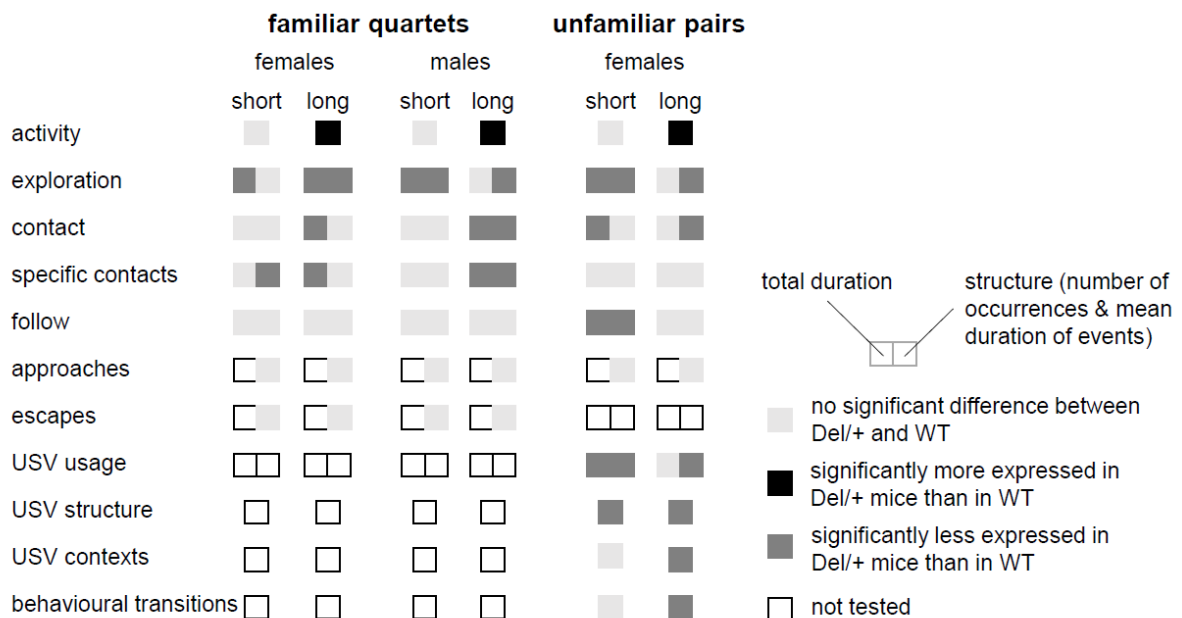 familiar quartets unfamiliar pairs
females males females
short long short long short long
activity
exploration
contact
specific contacts
follow
approaches
escapes
USV usage
USV structure
USV contexts
behavioural transitions
total duration
structure (number of
occurrences & mean
duration of events)
no significant difference between
Del/+ and WT
significantly more expressed in
Del/+ mice than in WT
significantly less expressed in
Del/+ mice than in WT
not tested